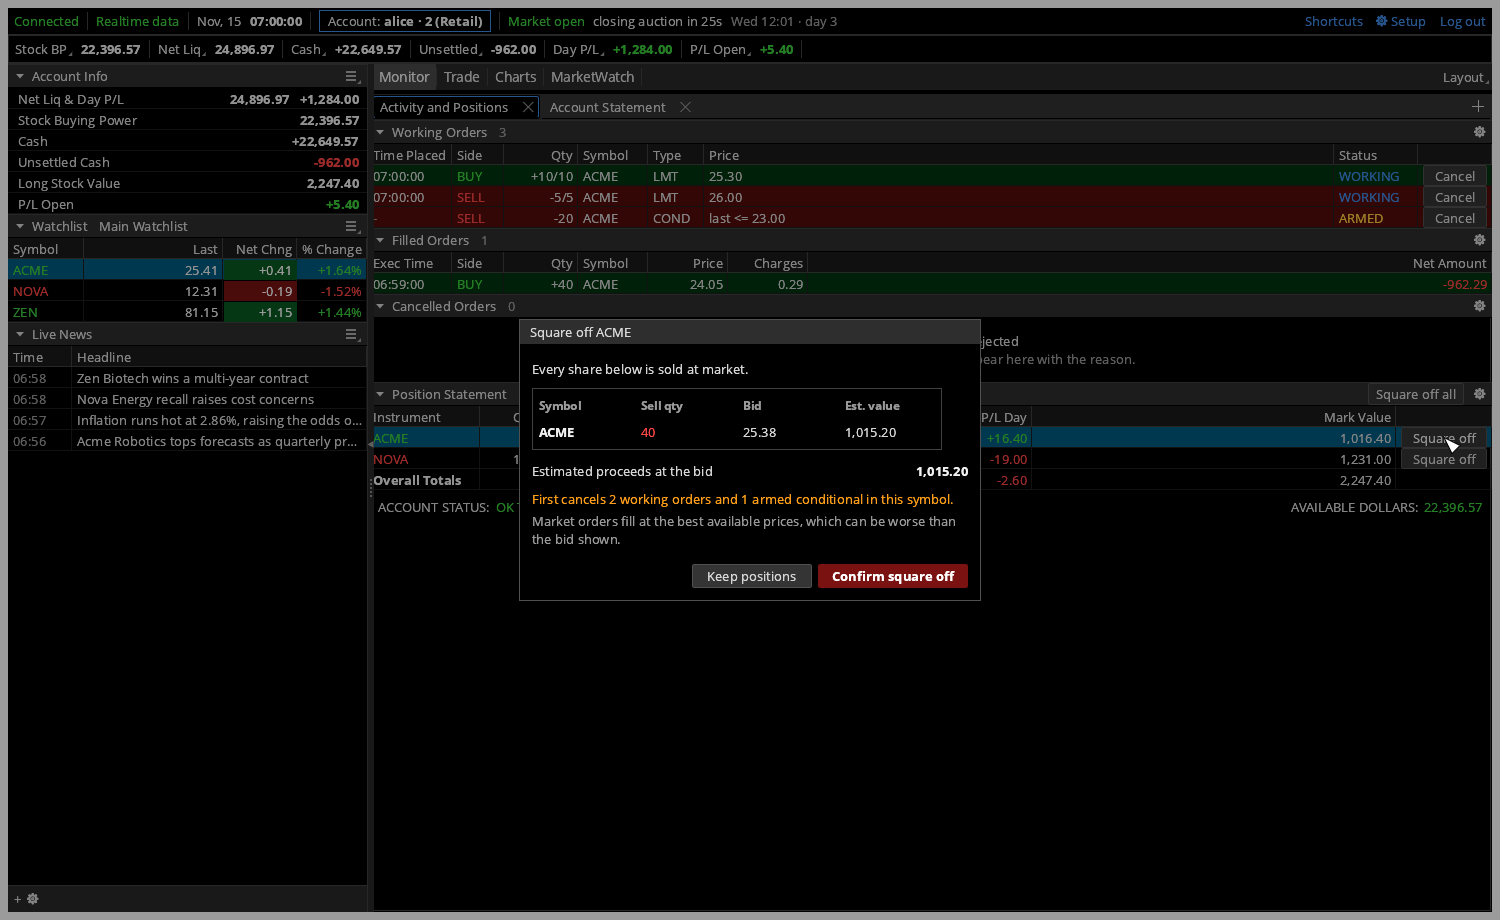 Connected Realtime data Nov, 15 07:00:00 Account: alice · 2 (Retail) Market open closing auction in 25s Wed 12:01 · day 3 Shortcuts Setup Log out
Stock BP 22,396.57 Net Liq 24,896.97 Cash +22,649.57 Unsettled -962.00 Day P/L +1,284.00 P/L Open +5.40
Account Info
Net Liq & Day P/L 24,896.97 +1,284.00
Stock Buying Power 22,396.57
Cash +22,649.57
Unsettled Cash -962.00
Long Stock Value 2,247.40
P/L Open +5.40
Watchlist Main Watchlist
Symbol Last Net Chng % Change
ACME 25.41 +0.41 +1.64%
NOVA 12.31 -0.19 -1.52%
ZEN 81.15 +1.15 +1.44%
Live News
Time Headline
06:58 Zen Biotech wins a multi-year contract
06:58 Nova Energy recall raises cost concerns
06:57 Inflation runs hot at 2.86%, raising the odds o...
06:56 Acme Robotics tops forecasts as quarterly pr...
+
Monitor Trade Charts MarketWatch Layout
Activity and Positions Account Statement
Working Orders 3
Time Placed Side Qty Symbol Type Price Status
07:00:00 BUY +10/10 ACME LMT 25.30 WORKING Cancel
07:00:00 SELL -5/5 ACME LMT 26.00 WORKING Cancel
- SELL -20 ACME COND last <= 23.00 ARMED Cancel
Filled Orders 1
Exec Time Side Qty Symbol Price Charges Net Amount
06:59:00 BUY +40 ACME 24.05 0.29 -962.29
Cancelled Orders 0
here with the reason.
Position Statement Square off all
Instrument P/L Day Mark Value
ACME +16.40 1,016.40 Square off
NOVA -19.00 1,231.00 Square off
Overall Totals -2.60 2,247.40
ACCOUNT STATUS: OK AVAILABLE DOLLARS: 22,396.57
Square off ACME
Every share below is sold at market.
Symbol Sell qty Bid Est. value
ACME 40 25.38 1,015.20
Estimated proceeds at the bid 1,015.20
First cancels 2 working orders and 1 armed conditional in this symbol.
Market orders fill at the best available prices, which can be worse than
the bid shown.
Keep positions Confirm square off